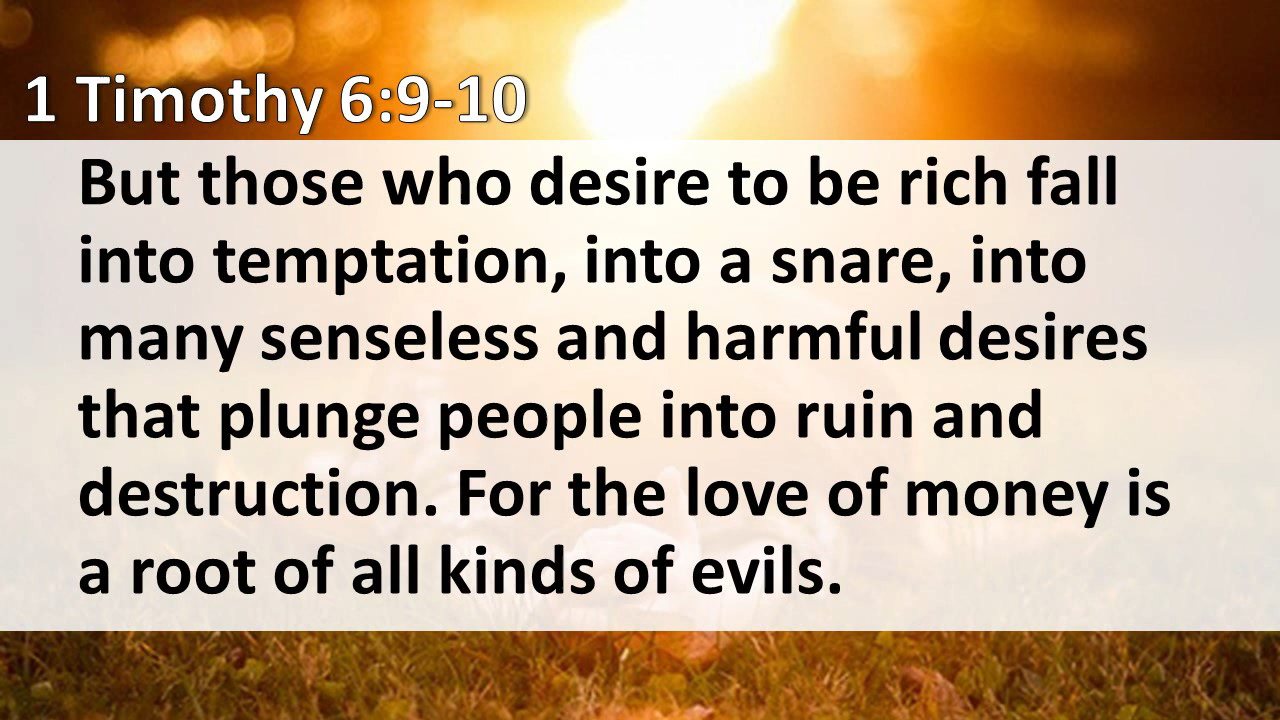 1 Timothy 6:9-10
But those who desire to be rich fall
into temptation, into a snare, into
many senseless and harmful desires
that plunge people into ruin and
destruction. For the love of money is
a root of all kinds of evils.